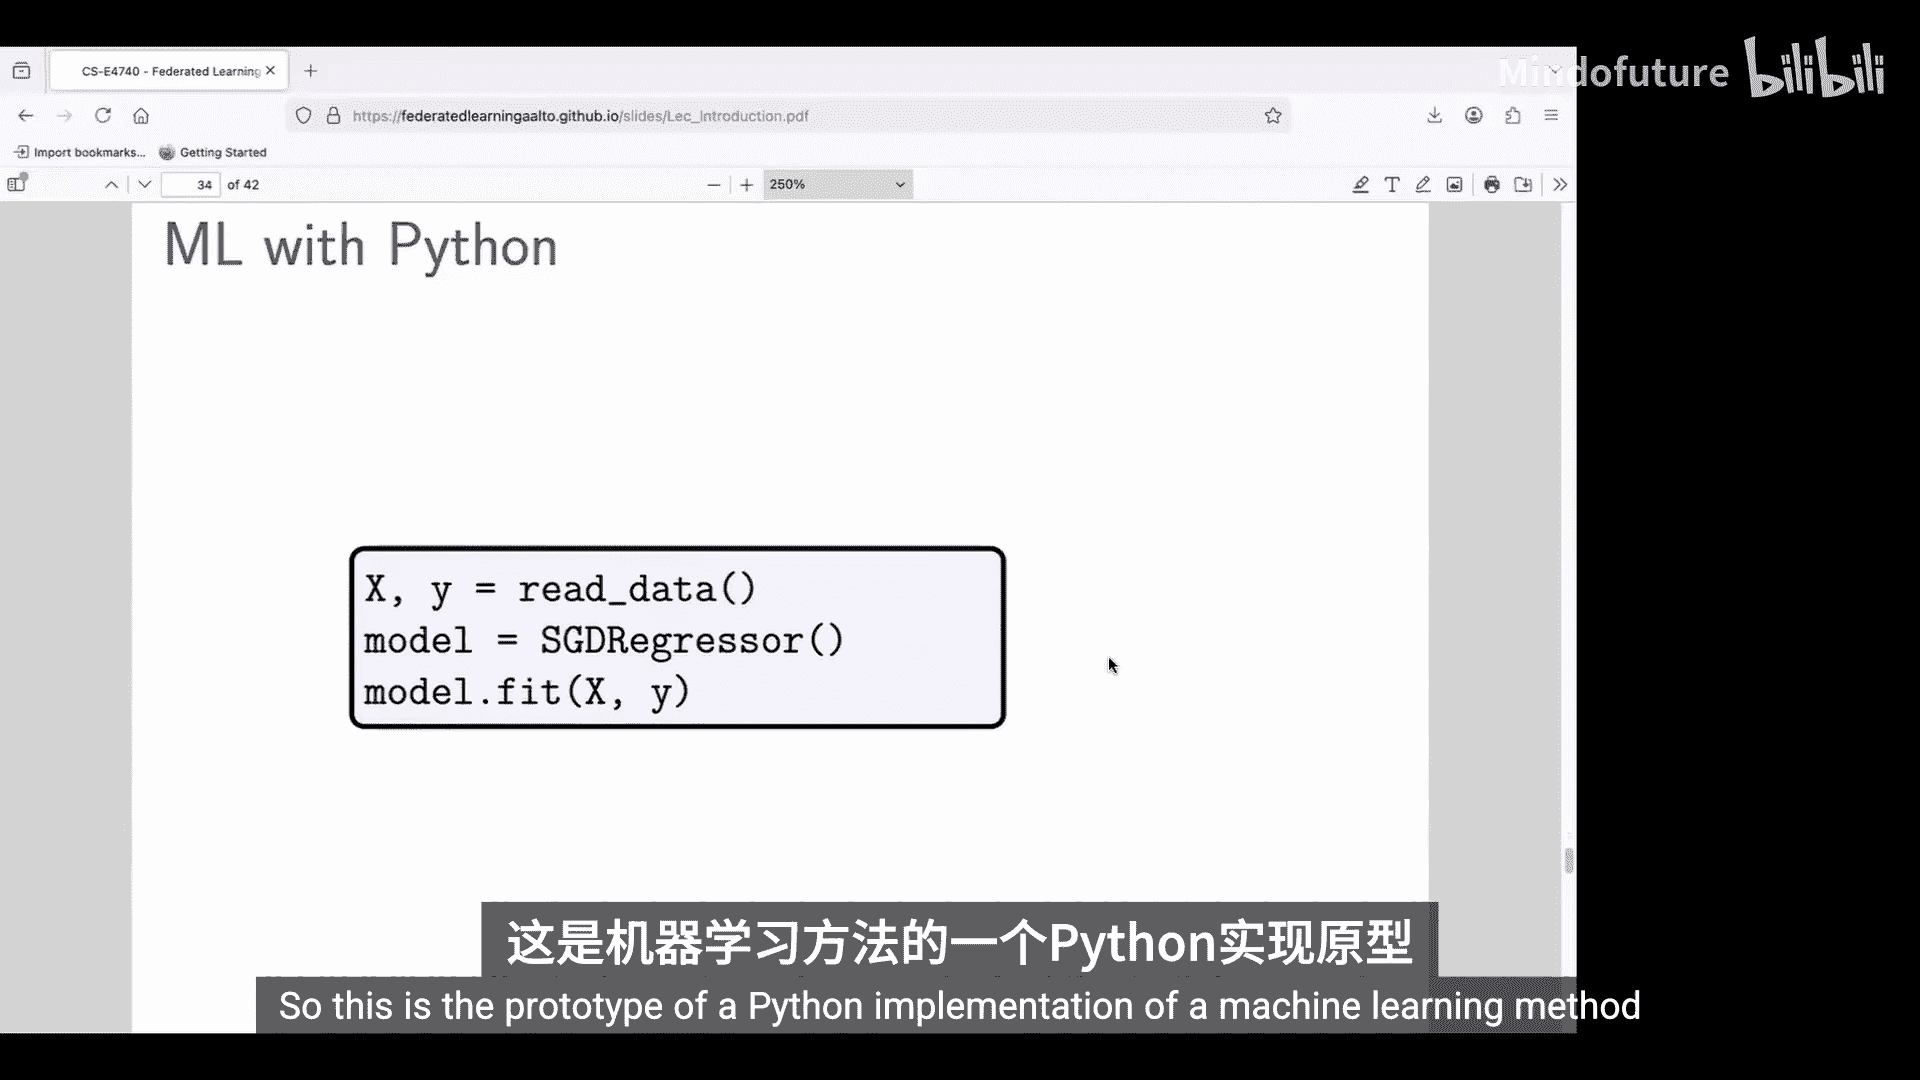 CS-E4740 - Federated Learning
Mindofuture bilibili
https://federatedlearningaalto.github.io/slides/Lec_Introduction.pdf
Import bookmarks... Getting Started
34 of 42
250%
ML with Python
X, y = read_data()
model = SGDRegressor()
model.fit(X, y)
这是机器学习方法的一个Python实现原型
So this is the prototype of a Python implementation of a machine learning method